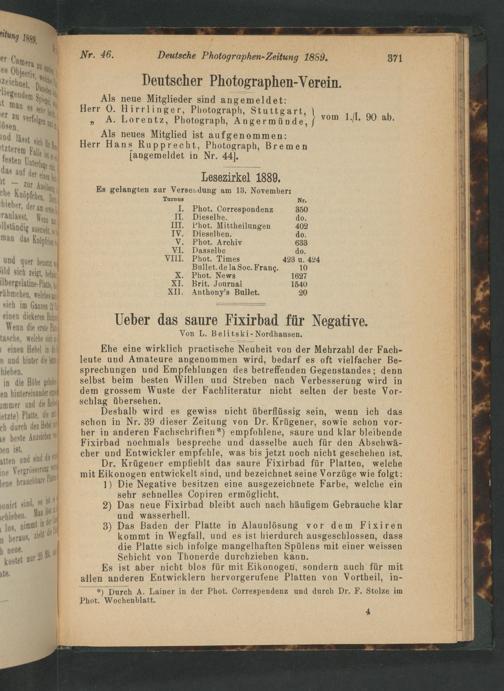 Nr. 46. Deutsche Photographen-Zeitung 1889. 371
Deutscher Photographen-Verein.
Als neue Mitglieder sind angemeldet:
Herr O. Hirrlinger, Photograph, Stuttgart, } vom 1./I. 90 ab.
„ A. Lorentz, Photograph, Angermünde,
Als neues Mitglied ist aufgenommen:
Herr Hans Rupprecht, Photograph, Bremen
[angemeldet in Nr. 44].
Lesezirkel 1889.
Es gelangten zur Versendung am 13. November:
Turnus Nr.
I. Phot. Correspondenz 350
II. Dieselbe. do.
III. Phot. Mittheilungen 402
IV. Dieselben. do.
V. Phot. Archiv 633
VI. Dasselbe do.
VIII. Phot. Times 423 u. 424
Bullet. de la Soc. Franç. 10
X. Phot. News 1627
XI. Brit. Journal 1540
XII. Anthony's Bullet. 20
Ueber das saure Fixirbad für Negative.
Von L. Belitski-Nordhausen.
Ehe eine wirklich practische Neuheit von der Mehrzahl der Fach-
leute und Amateure angenommen wird, bedarf es oft vielfacher Be-
sprechungen und Empfehlungen des betreffenden Gegenstandes; denn
selbst beim besten Willen und Streben nach Verbesserung wird in
dem grossem Wuste der Fachliteratur nicht selten der beste Vor-
schlag übersehen.
Deshalb wird es gewiss nicht überflüssig sein, wenn ich das
schon in Nr. 39 dieser Zeitung von Dr. Krügener, sowie schon vor-
her in anderen Fachschriften*) empfohlene, saure und klar bleibende
Fixirbad nochmals bespreche und dasselbe auch für den Abschwä-
cher und Entwickler empfehle, was bis jetzt noch nicht geschehen ist.
Dr. Krügener empfiehlt das saure Fixirbad für Platten, welche
mit Eikonogen entwickelt sind, und bezeichnet seine Vorzüge wie folgt:
1) Die Negative besitzen eine ausgezeichnete Farbe, welche ein
sehr schnelles Copiren ermöglicht.
2) Das neue Fixirbad bleibt auch nach häufigem Gebrauche klar
und wasserhell.
3) Das Baden der Platte in Alaunlösung vor dem Fixiren
kommt in Wegfall, und es ist hierdurch ausgeschlossen, dass
die Platte sich infolge mangelhaften Spülens mit einer weissen
Schicht von Thonerde durchziehen kann.
Es ist aber nicht blos für mit Eikonogen, sondern auch für mit
allen anderen Entwicklern hervorgerufene Platten von Vortheil, in-
*) Durch A. Lainer in der Phot. Correspondenz und durch Dr. F. Stolze im
Phot. Wochenblatt.
4